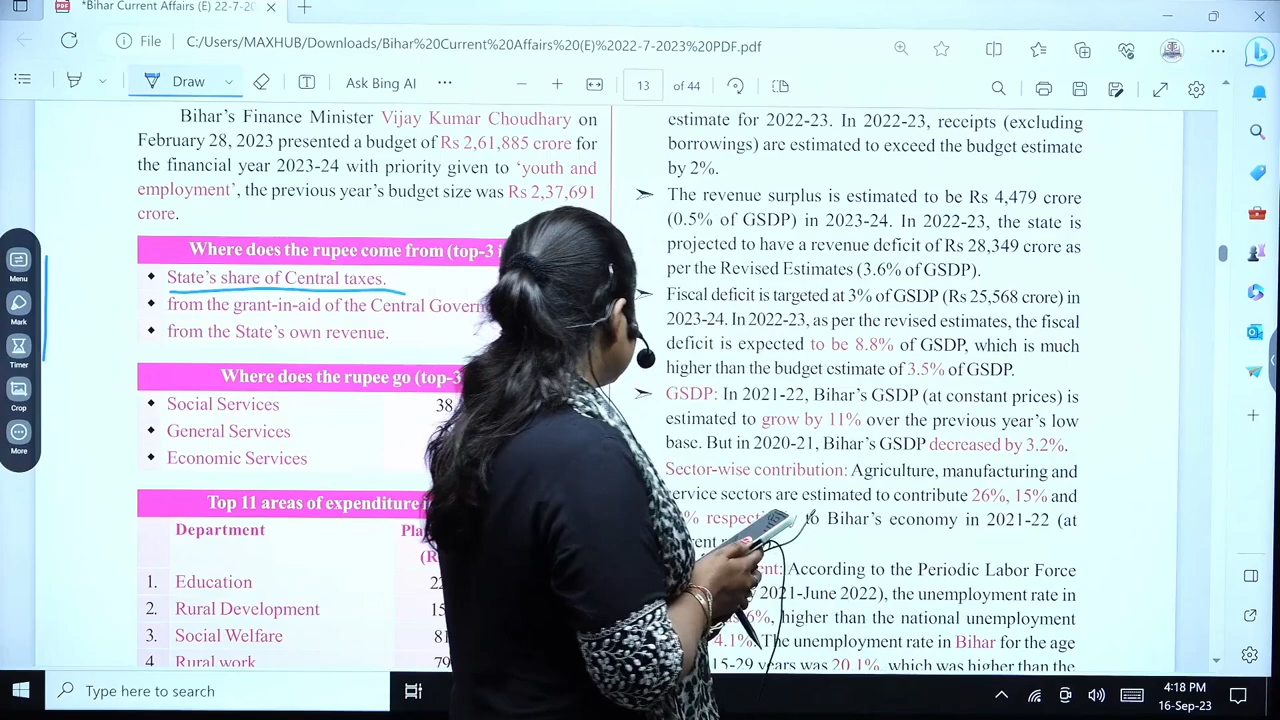 *Bihar Current Affairs (E) 22-7-20
File
C:/Users/MAXHUB/Downloads/Bihar%20Current%20Affairs%20(E)%2022-7-2023%20PDF.pdf
Draw
Ask Bing AI
13 of 44
Bihar's Finance Minister Vijay Kumar Choudhary on
February 28, 2023 presented a budget of Rs 2,61,885 crore for
the financial year 2023-24 with priority given to 'youth and
employment', the previous year's budget size was Rs 2,37,691
crore.
Where does the rupee come from (top-3
State's share of Central taxes.
from the grant-in-aid of the Central
from the State's own revenue.
Where does the rupee go (top-3
Social Services 38
General Services
Economic Services
Top 11 areas of expenditure
Department
1. Education 22
2. Rural Development 15
3. Social Welfare 81
4 Rural work 79
estimate for 2022-23. In 2022-23, receipts (excluding
borrowings) are estimated to exceed the budget estimate
by 2%.
The revenue surplus is estimated to be Rs 4,479 crore
(0.5% of GSDP) in 2023-24. In 2022-23, the state is
projected to have a revenue deficit of Rs 28,349 crore as
per the Revised Estimates (3.6% of GSDP).
Fiscal deficit is targeted at 3% of GSDP (Rs 25,568 crore) in
2023-24. In 2022-23, as per the revised estimates, the fiscal
deficit is expected to be 8.8% of GSDP, which is much
higher than the budget estimate of 3.5% of GSDP.
GSDP: In 2021-22, Bihar's GSDP (at constant prices) is
estimated to grow by 11% over the previous year's low
base. But in 2020-21, Bihar's GSDP decreased by 3.2%.
Sector-wise contribution: Agriculture, manufacturing and
service sectors are estimated to contribute 26%, 15% and
to Bihar's economy in 2021-22 (at
According to the Periodic Labor Force
2021-June 2022), the unemployment rate in
6%, higher than the national unemployment
4.1%. The unemployment rate in Bihar for the age
15-29 years was 20.1%, which was higher than the
Menu
Mark
Timer
Crop
More
Type here to search
4:18 PM
16-Sep-23